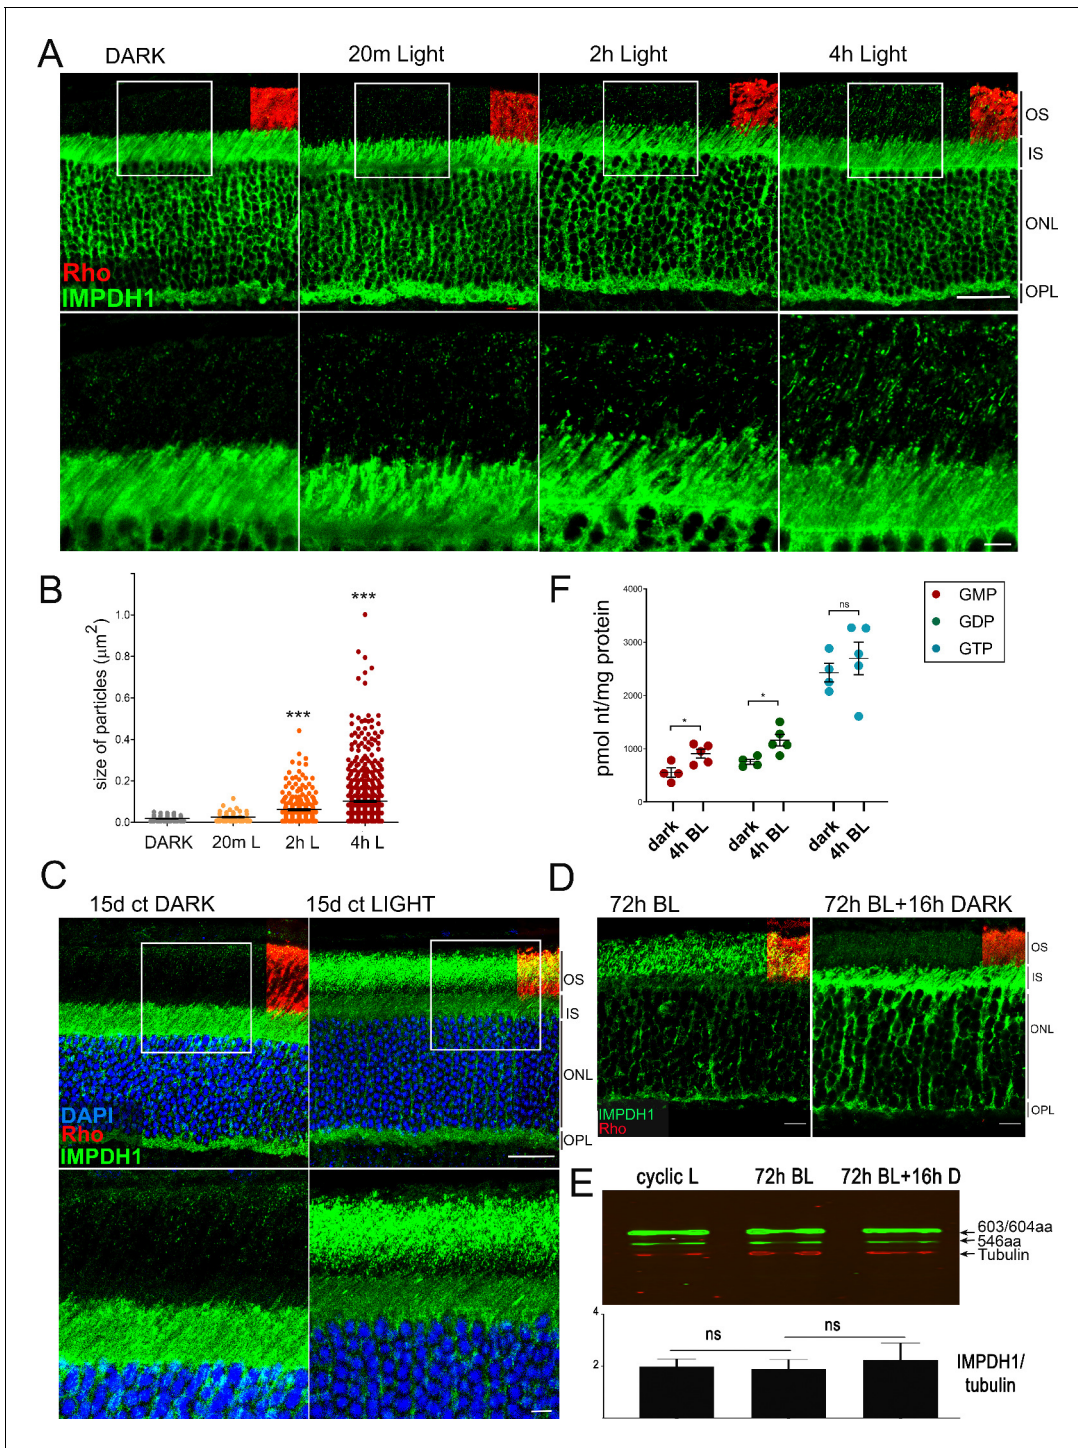 A
DARK
20m Light
2h Light
4h Light
OS
IS
ONL
OPL
Rho
IMPDH1
B
size of particles (μm2)
1.0
0.8
0.6
0.4
0.2
0.0
***
***
DARK
20m L
2h L
4h L
F
pmol nt/mg protein
4000
3000
2000
1000
0
*
*
ns
dark
4h BL
dark
4h BL
dark
4h BL
GMP
GDP
GTP
C
15d ct DARK
15d ct LIGHT
OS
IS
ONL
OPL
DAPI
Rho
IMPDH1
D
72h BL
72h BL+16h DARK
OS
IS
ONL
OPL
IMPDH1
Rho
E
cyclic L
72h BL
72h BL+16h D
603/604aa
546aa
Tubulin
4
2
ns
ns
IMPDH1/
tubulin